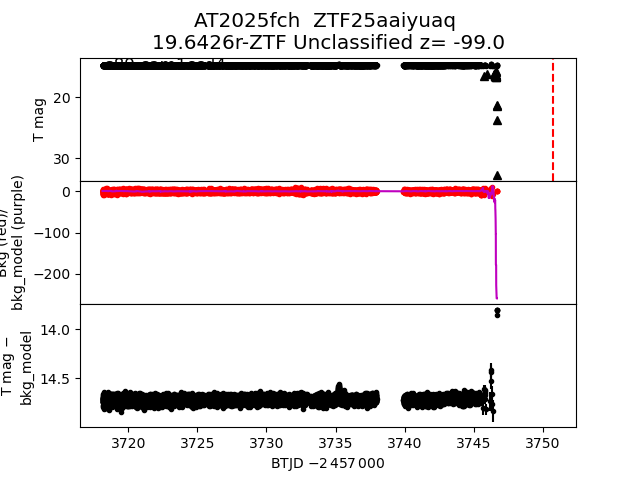 AT2025fch ZTF25aaiyuaq
19.6426r-ZTF Unclassified z= -99.0
T mag
20
30
Bkg (red)/
bkg_model (purple)
0
−100
−200
T mag −
bkg_model
14.0
14.5
3720 3725 3730 3735 3740 3745 3750
BTJD −2 457 000